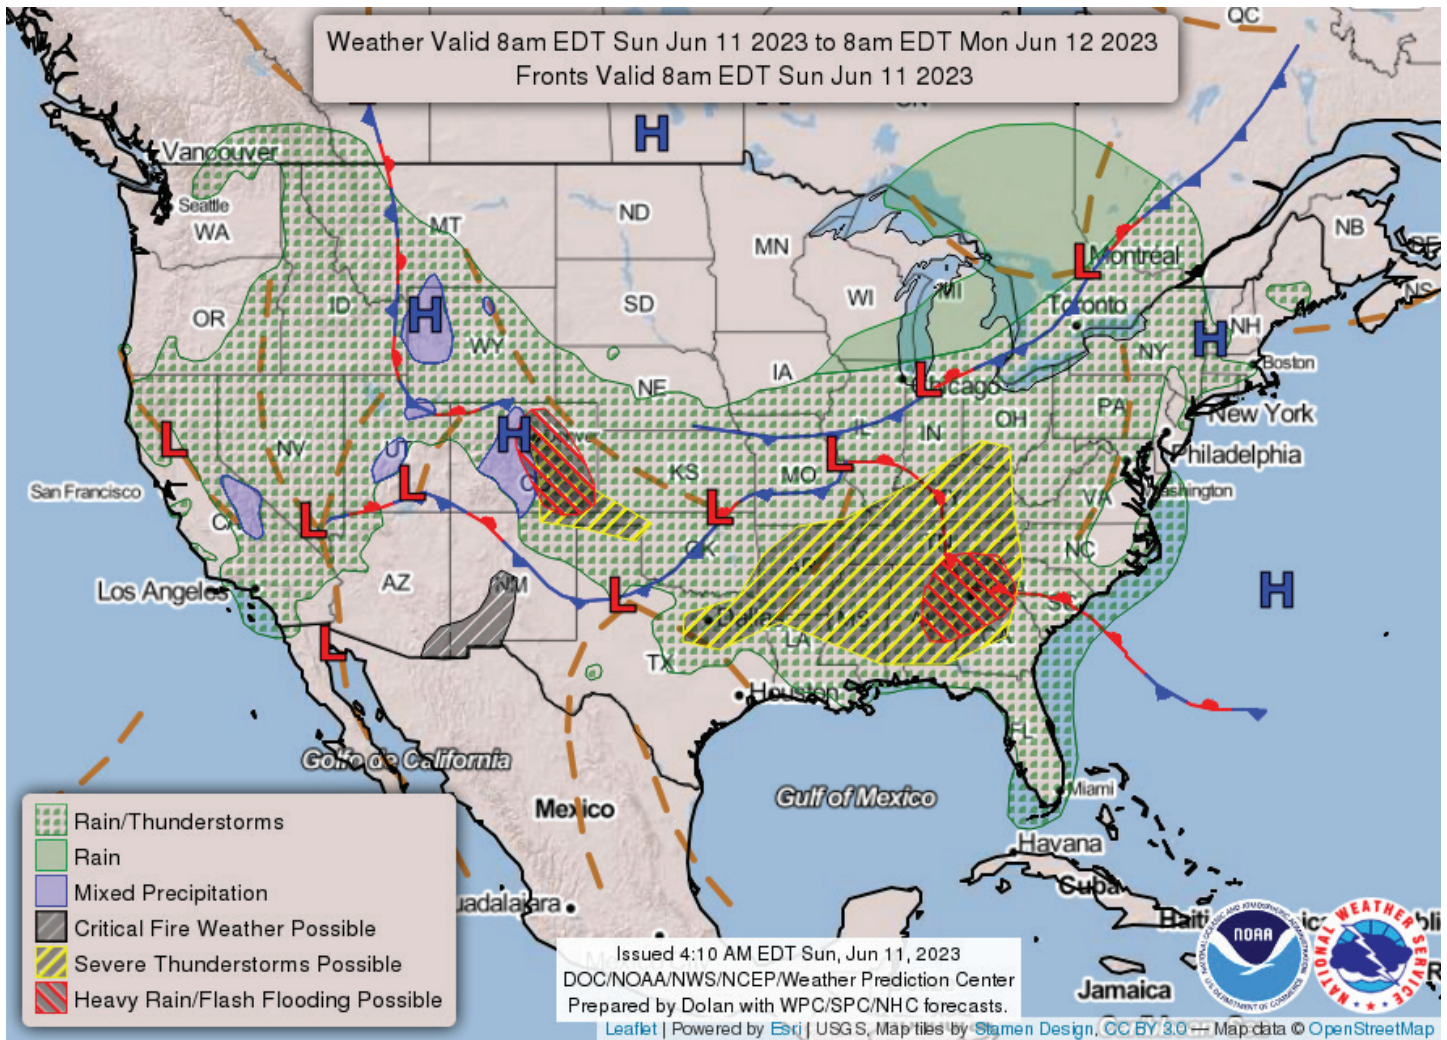 QC
Weather Valid 8am EDT Sun Jun 11 2023 to 8am EDT Mon Jun 12 2023
Fronts Valid 8am EDT Sun Jun 11 2023
H
Vancouver
Seattle
WA
MT
ND
MN
NB
Montreal
L
ID
H
SD
WI
MI
Toronto
NS
OR
WY
NH
H
NY
Boston
IA
NE
L
Chicago
PA
New York
OH
L
NV
H
IL
IN
L
MO
KS
Philadelphia
San Francisco
L
L
VA
Washington
CA
L
OK
TN
NC
Los Angeles
AZ
NM
L
H
SC
Dallas
MS
GA
LA
L
TX
Houston
FL
Golfo de California
Mexico
Gulf of Mexico
Miami
Havana
Cuba
Jamaica
Rain/Thunderstorms
Rain
Mixed Precipitation
Critical Fire Weather Possible
Severe Thunderstorms Possible
Heavy Rain/Flash Flooding Possible
Issued 4:10 AM EDT Sun, Jun 11, 2023
DOC/NOAA/NWS/NCEP/Weather Prediction Center
Prepared by Dolan with WPC/SPC/NHC forecasts.
NOAA
NATIONAL WEATHER SERVICE
Leaflet | Powered by Esri | USGS, Map tiles by Stamen Design, CC BY 3.0 — Map data © OpenStreetMap